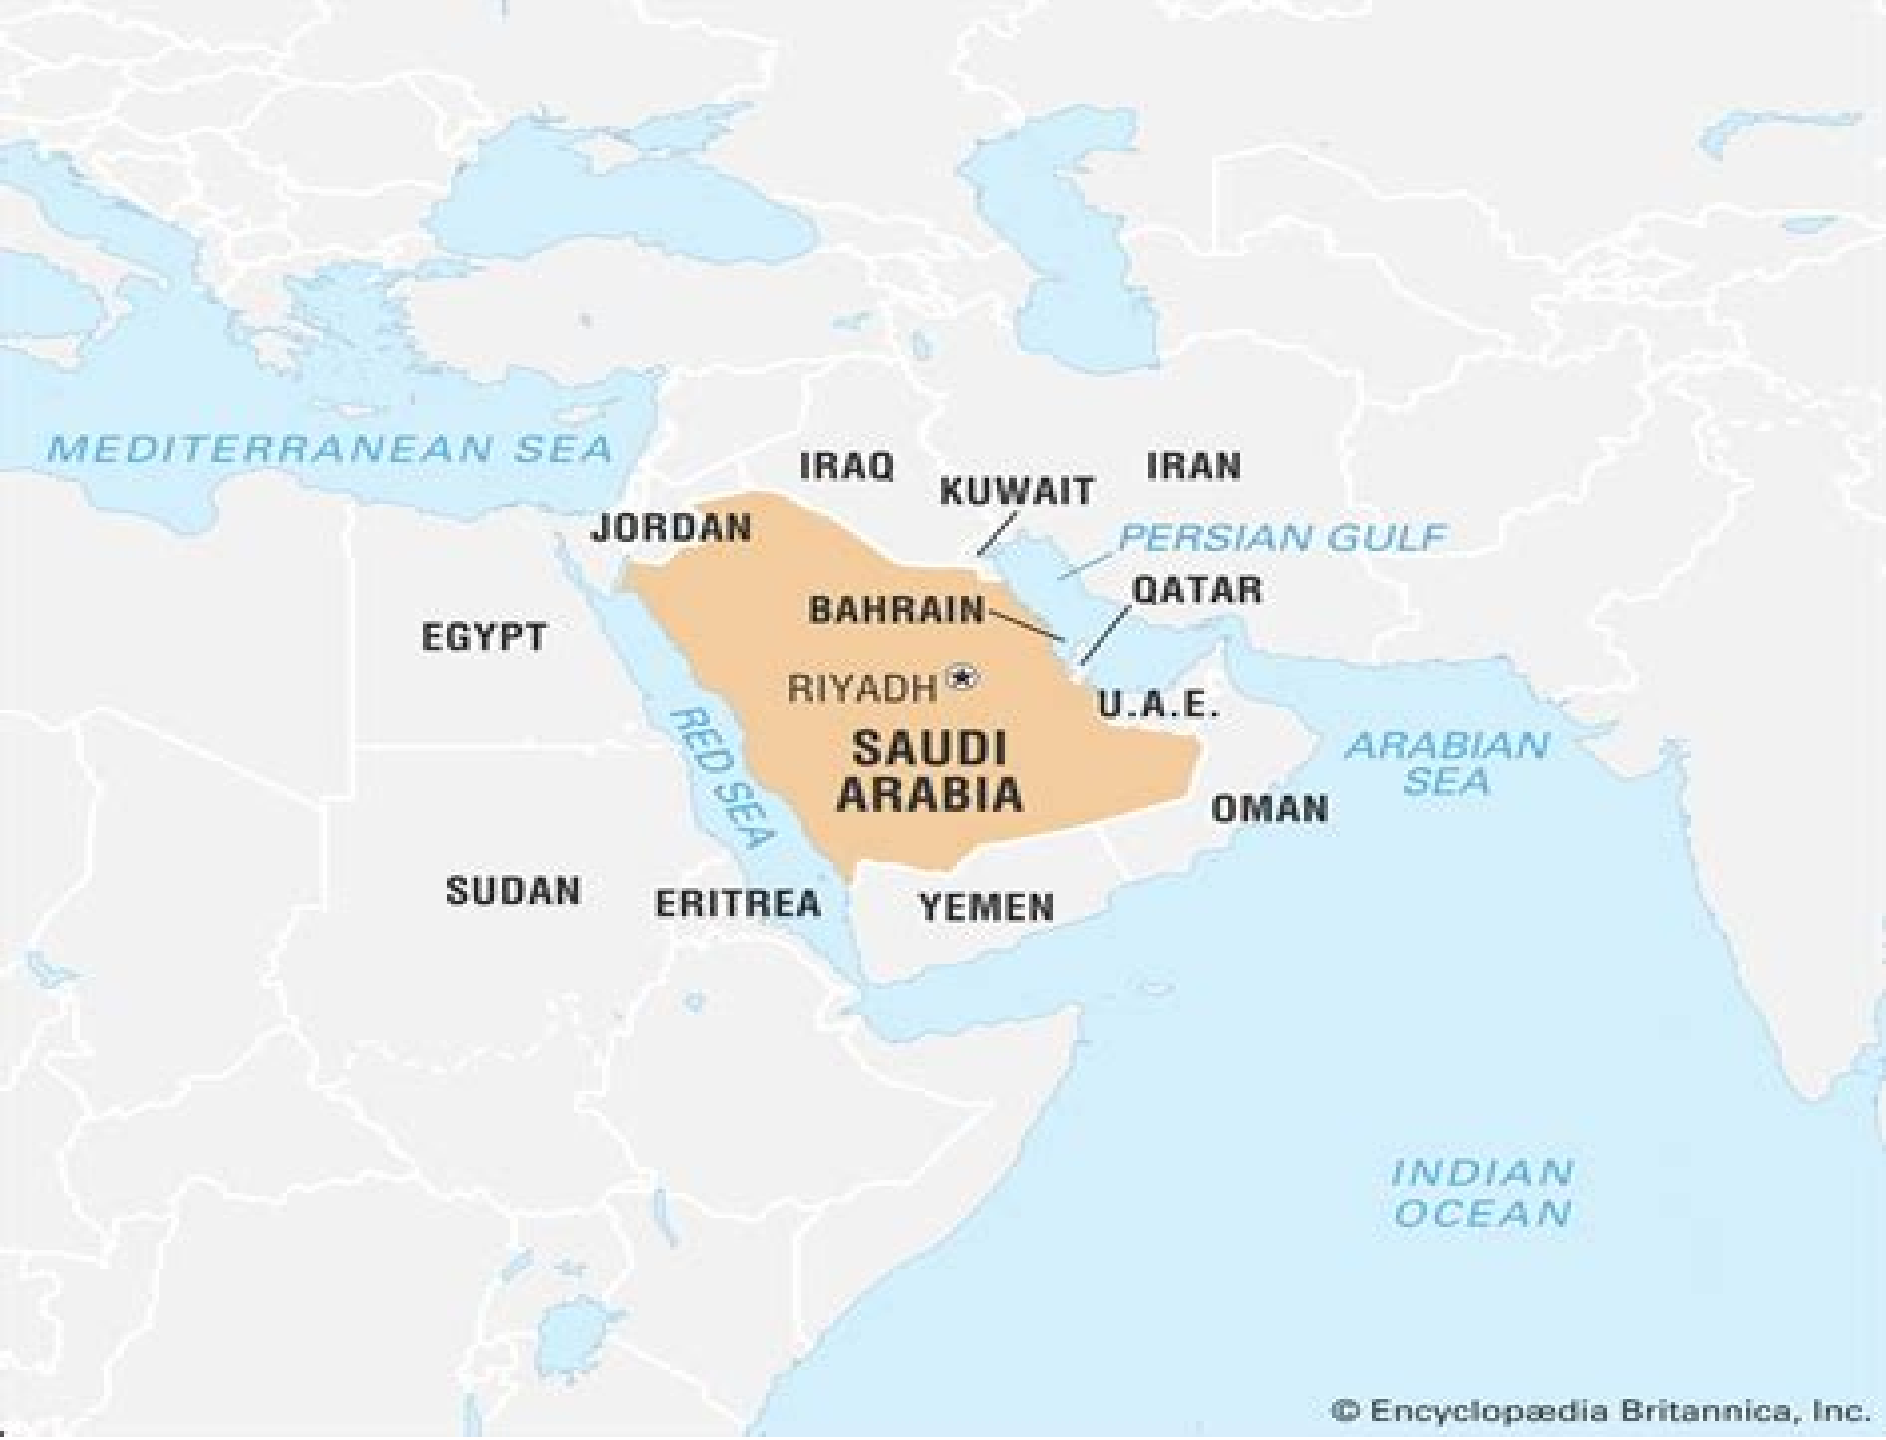 MEDITERRANEAN SEA
IRAQ
IRAN
KUWAIT
JORDAN
PERSIAN GULF
QATAR
BAHRAIN
EGYPT
RIYADH
U.A.E.
RED SEA
SAUDI
ARABIA
ARABIAN
SEA
OMAN
SUDAN
ERITREA
YEMEN
INDIAN
OCEAN
© Encyclopædia Britannica, Inc.